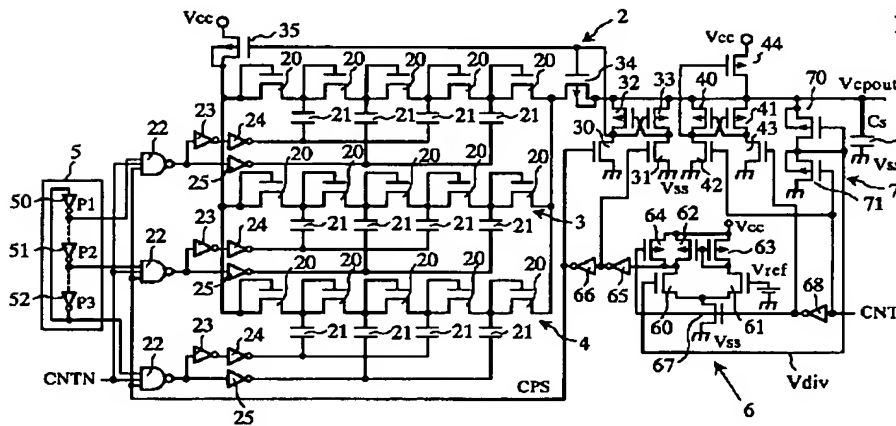 Vcc 35 2 Vcc 44
20 20 20 20 34 70 Vcpout
32 33 40 41 Cs
23 24 21 21 21 21 30 43
22 5 25 Vss 31 42 Vss 7
50 P1 20 20 20 20 20 71
51 P2 22 23 24 21 21 21 21 3 64 62 Vcc 63
52 P3 25 20 20 20 20 20 66 65 Vref
22 23 24 21 21 21 21 4 60 61 68 CNT
CNTN 25 CPS 67 Vss Vdiv
6